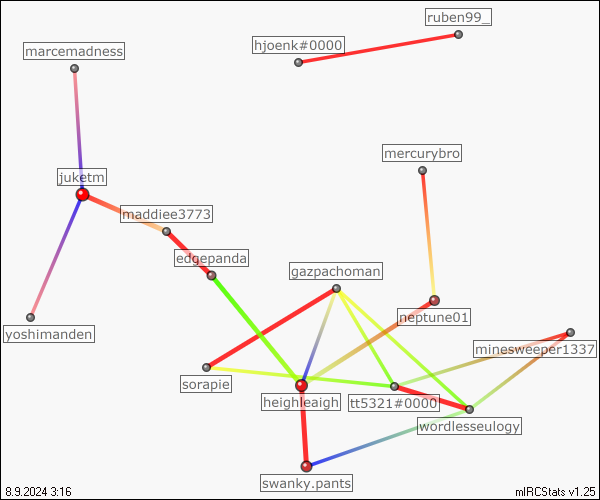 ruben99_
hjoenk#0000
marcemadness
mercurybro
juketm
maddiee3773
edgepanda
gazpachoman
neptune01
yoshimanden
minesweeper1337
sorapie
heighleaigh
tt5321#0000
wordlesseulogy
swanky.pants
8.9.2024 3:16
mIRCStats v1.25